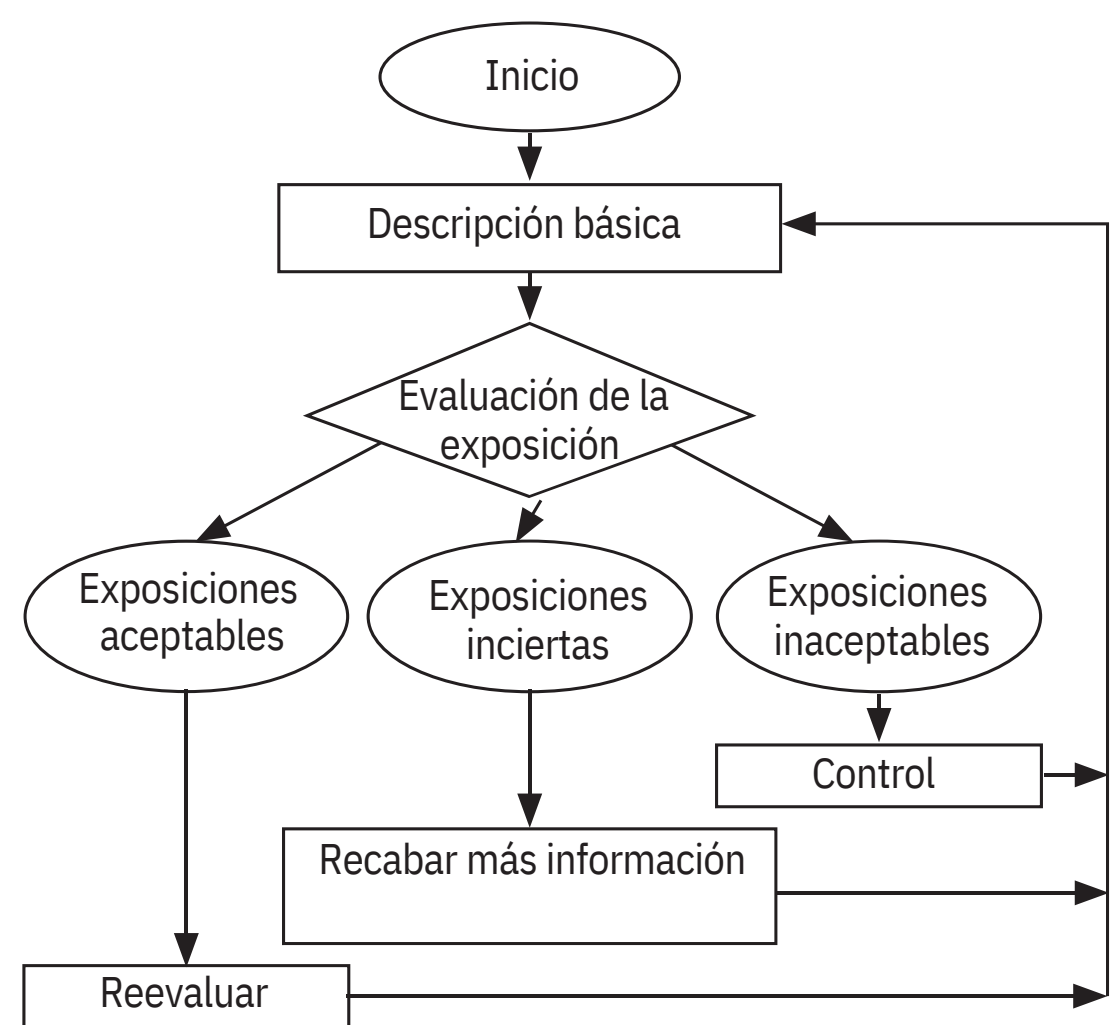 Inicio
Descripción básica
Evaluación de la
exposición
Exposiciones
aceptables
Exposiciones
inciertas
Exposiciones
inaceptables
Control
Recabar más información
Reevaluar